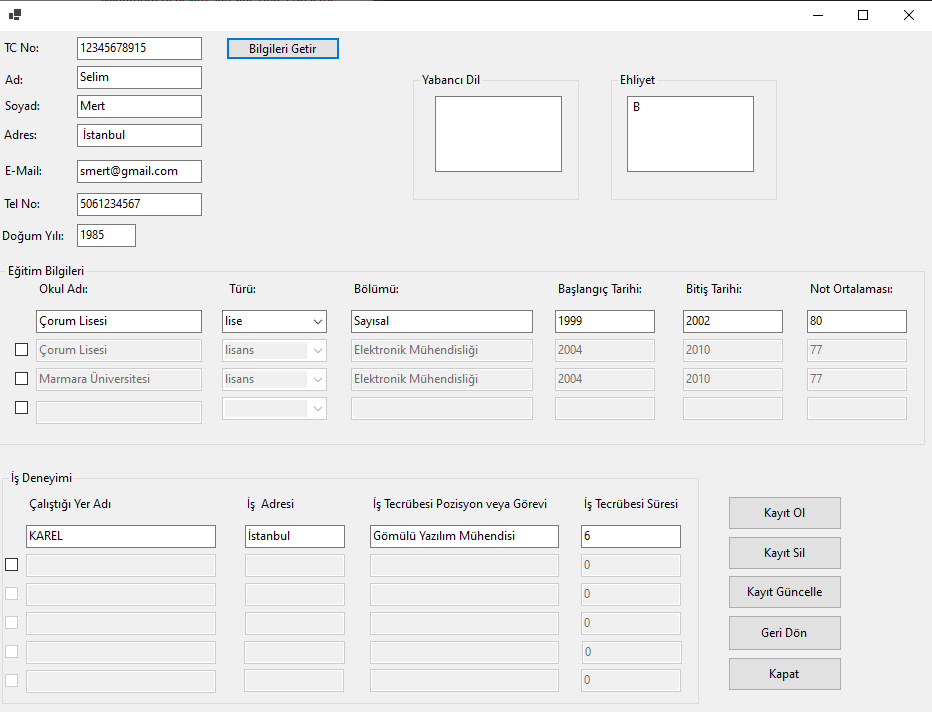 TC No: 12345678915 Bilgileri Getir
Ad: Selim
Yabancı Dil
Ehliyet
B
Soyad: Mert
Adres: İstanbul
E-Mail: smert@gmail.com
Tel No: 5061234567
Doğum Yılı: 1985
Eğitim Bilgileri
Okul Adı: Türü: Bölümü: Başlangıç Tarihi: Bitiş Tarihi: Not Ortalaması:
Çorum Lisesi lise Sayısal 1999 2002 80
Çorum Lisesi lisans Elektronik Mühendisliği 2004 2010 77
Marmara Üniversitesi lisans Elektronik Mühendisliği 2004 2010 77
İş Deneyimi
Çalıştığı Yer Adı İş Adresi İş Tecrübesi Pozisyon veya Görevi İş Tecrübesi Süresi
KAREL İstanbul Gömülü Yazılım Mühendisi 6
0
0
0
0
0
Kayıt Ol
Kayıt Sil
Kayıt Güncelle
Geri Dön
Kapat